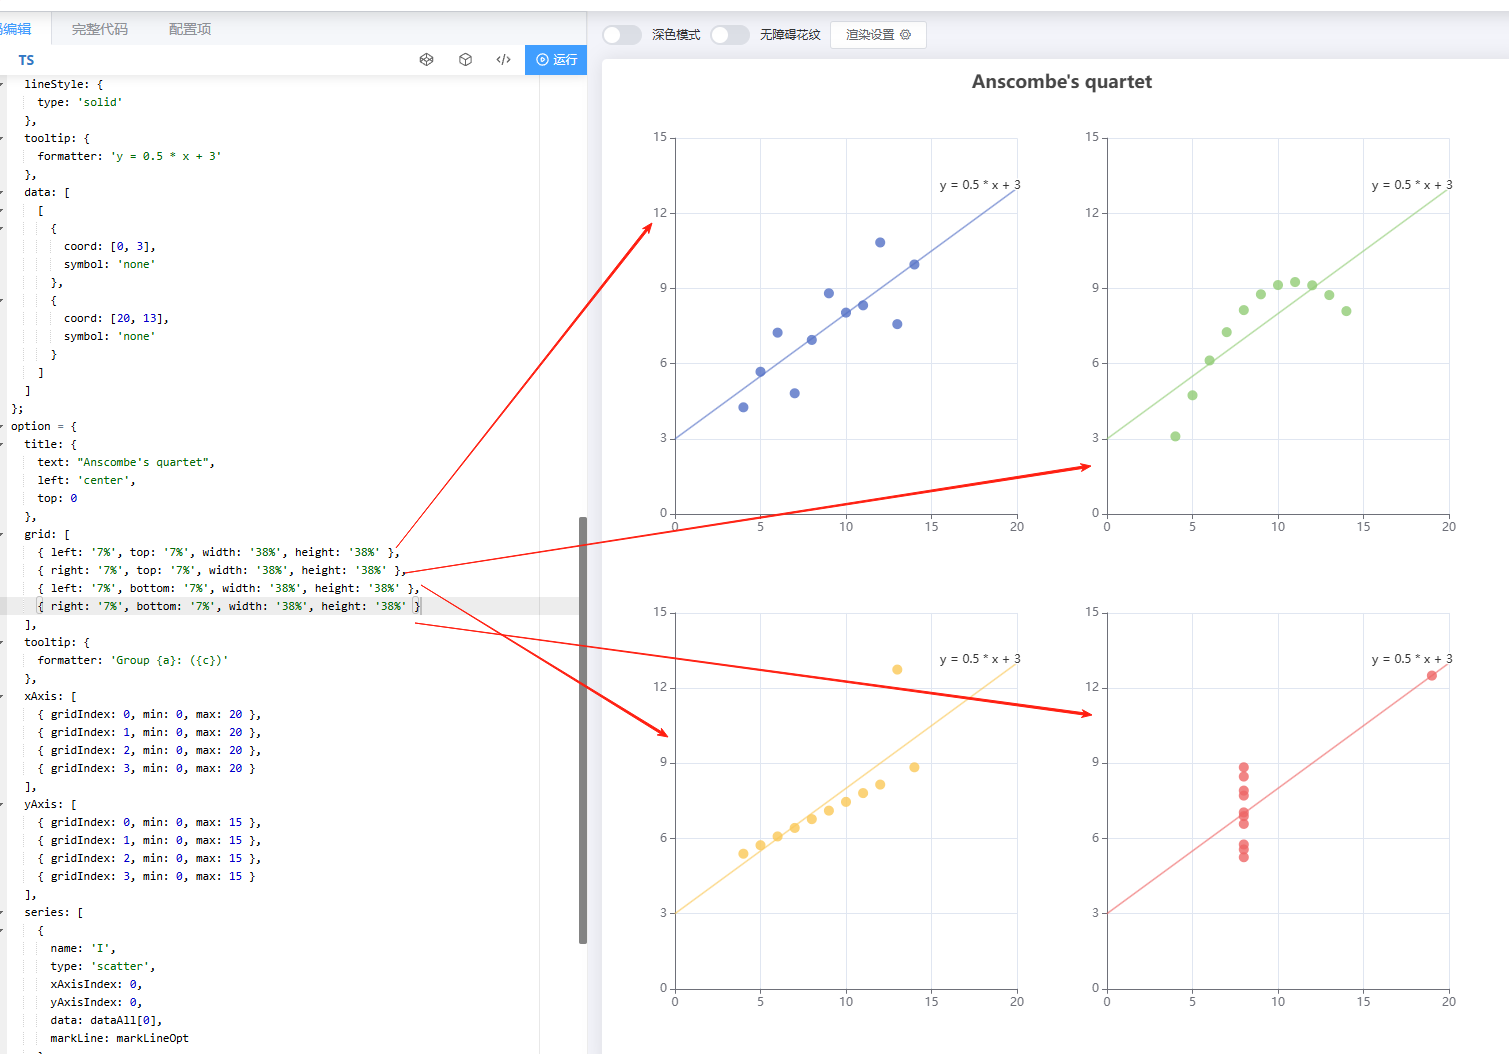 编辑 完整代码 配置项
TS
运行
lineStyle: {
type: 'solid'
},
tooltip: {
formatter: 'y = 0.5 * x + 3'
},
data: [
[
{
coord: [0, 3],
symbol: 'none'
},
{
coord: [20, 13],
symbol: 'none'
}
]
]
};
option = {
title: {
text: "Anscombe's quartet",
left: 'center',
top: 0
},
grid: [
{ left: '7%', top: '7%', width: '38%', height: '38%' },
{ right: '7%', top: '7%', width: '38%', height: '38%' },
{ left: '7%', bottom: '7%', width: '38%', height: '38%' },
{ right: '7%', bottom: '7%', width: '38%', height: '38%' }
],
tooltip: {
formatter: 'Group {a}: ({c})'
},
xAxis: [
{ gridIndex: 0, min: 0, max: 20 },
{ gridIndex: 1, min: 0, max: 20 },
{ gridIndex: 2, min: 0, max: 20 },
{ gridIndex: 3, min: 0, max: 20 }
],
yAxis: [
{ gridIndex: 0, min: 0, max: 15 },
{ gridIndex: 1, min: 0, max: 15 },
{ gridIndex: 2, min: 0, max: 15 },
{ gridIndex: 3, min: 0, max: 15 }
],
series: [
{
name: 'I',
type: 'scatter',
xAxisIndex: 0,
yAxisIndex: 0,
data: dataAll[0],
markLine: markLineOpt
深色模式 无障碍花纹 渲染设置
Anscombe's quartet
15
12
9
6
3
0
0 5 10 15 20
y = 0.5 * x + 3
15
12
9
6
3
0
0 5 10 15 20
y = 0.5 * x + 3
15
12
9
6
3
0
0 5 10 15 20
y = 0.5 * x + 3
15
12
9
6
3
0
0 5 10 15 20
y = 0.5 * x + 3